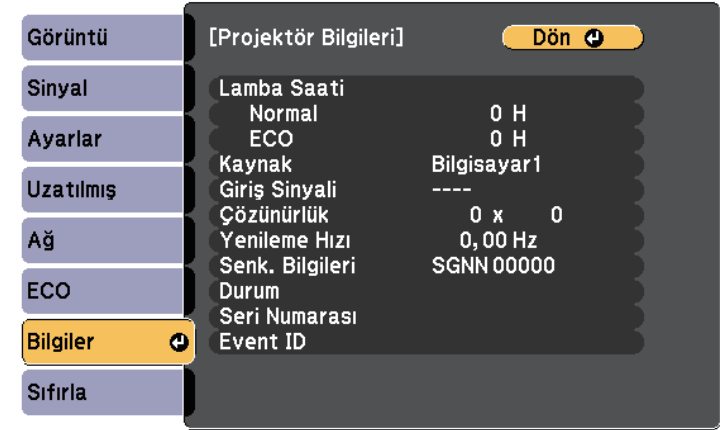 Görüntü
Sinyal
Ayarlar
Uzatılmış
Ağ
ECO
Bilgiler
Sıfırla
[Projektör Bilgileri] Dön
Lamba Saati
Normal 0 H
ECO 0 H
Kaynak Bilgisayar1
Giriş Sinyali ----
Çözünürlük 0 x 0
Yenileme Hızı 0,00 Hz
Senk. Bilgileri SGNN 00000
Durum
Seri Numarası
Event ID